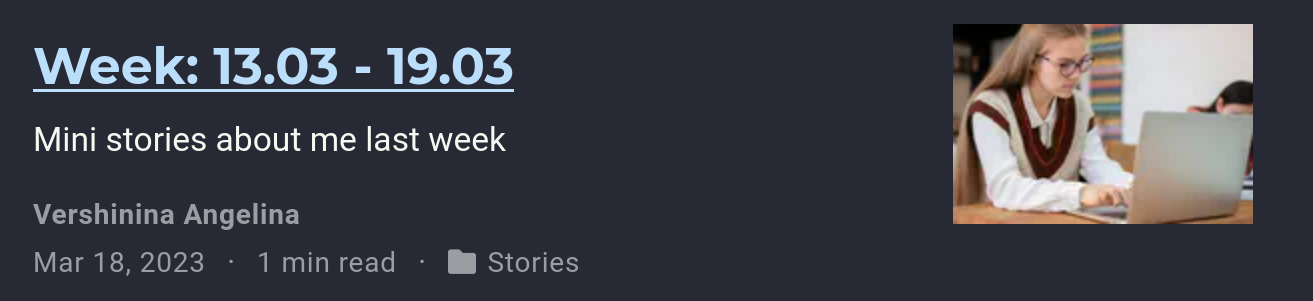 Week: 13.03 - 19.03
Mini stories about me last week
Vershinina Angelina
Mar 18, 2023 · 1 min read · Stories